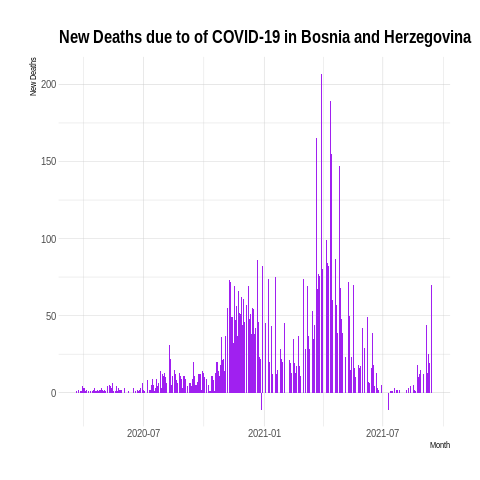 New Deaths due to of COVID-19 in Bosnia and Herzegovina
New Deaths
200
150
100
50
0
2020-07 2021-01 2021-07
Month